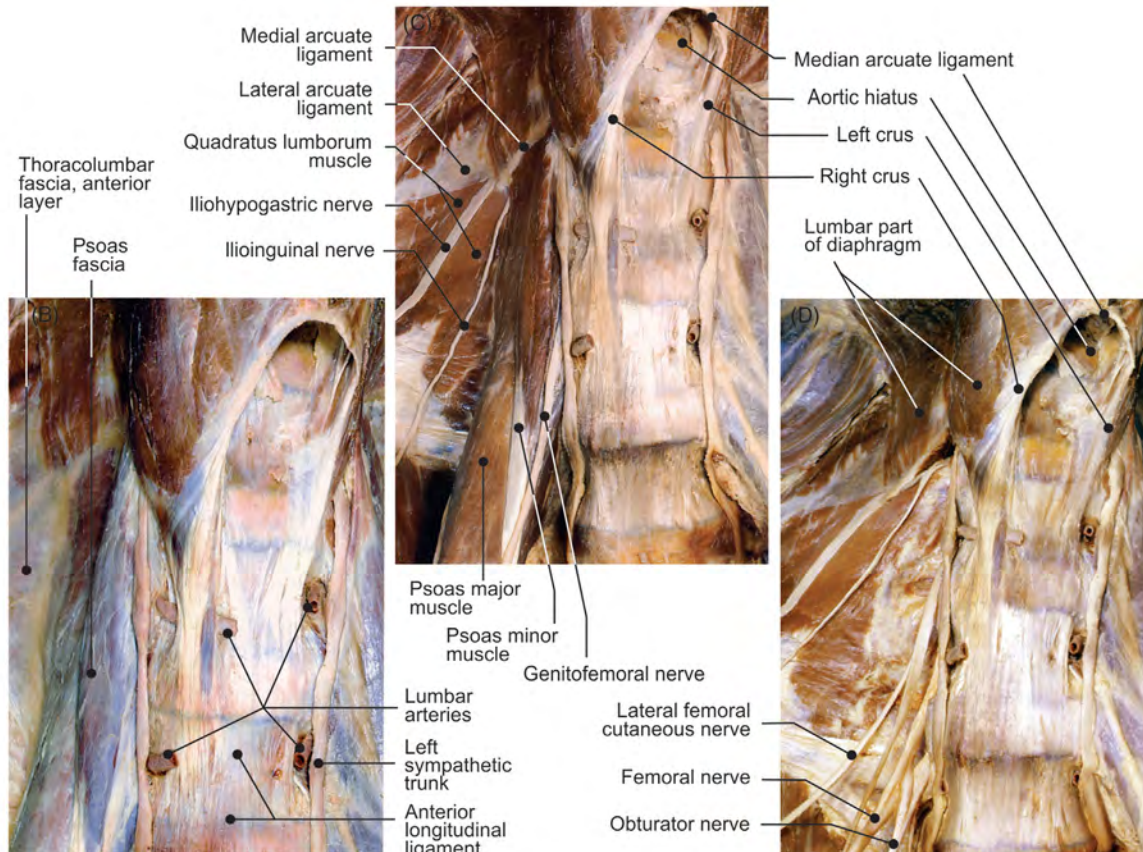 (C)
Medial arcuate
ligament
Lateral arcuate
ligament
Quadratus lumborum
muscle
Thoracolumbar
fascia, anterior
layer
Iliohypogastric nerve
Psoas
fascia
Ilioinguinal nerve
Median arcuate ligament
Aortic hiatus
Left crus
Right crus
Lumbar part
of diaphragm
(B)
(D)
Psoas major
muscle
Psoas minor
muscle
Genitofemoral nerve
Lumbar
arteries
Left
sympathetic
trunk
Anterior
longitudinal
ligament
Lateral femoral
cutaneous nerve
Femoral nerve
Obturator nerve